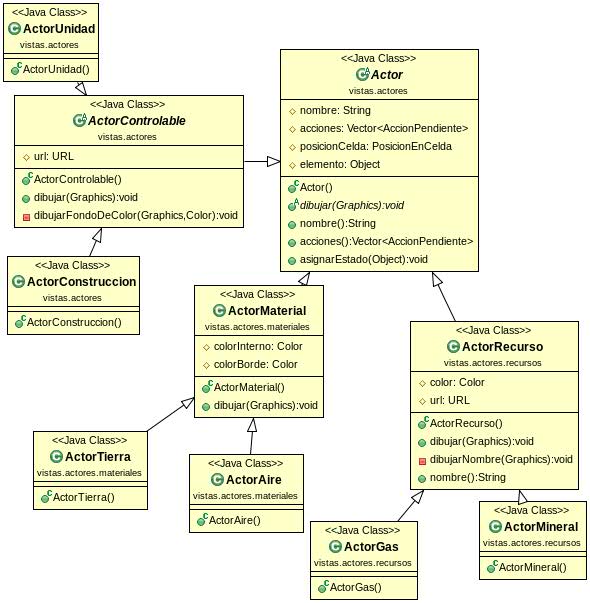 <<Java Class>>
ActorUnidad
vistas.actores
ActorUnidad()
<<Java Class>>
ActorControlable
vistas.actores
url: URL
ActorControlable()
dibujar(Graphics):void
dibujarFondoDeColor(Graphics,Color):void
<<Java Class>>
Actor
vistas.actores
nombre: String
acciones: Vector<AccionPendiente>
posicionCelda: PosicionEnCelda
elemento: Object
Actor()
dibujar(Graphics):void
nombre():String
acciones():Vector<AccionPendiente>
asignarEstado(Object):void
<<Java Class>>
ActorConstruccion
vistas.actores
ActorConstruccion()
<<Java Class>>
ActorMaterial
vistas.actores.materiales
colorInterno: Color
colorBorde: Color
ActorMaterial()
dibujar(Graphics):void
<<Java Class>>
ActorRecurso
vistas.actores.recursos
color: Color
url: URL
ActorRecurso()
dibujar(Graphics):void
dibujarNombre(Graphics):void
nombre():String
<<Java Class>>
ActorTierra
vistas.actores.materiales
ActorTierra()
<<Java Class>>
ActorAire
vistas.actores.materiales
ActorAire()
<<Java Class>>
ActorGas
vistas.actores.recursos
ActorGas()
<<Java Class>>
ActorMineral
vistas.actores.recursos
ActorMineral()